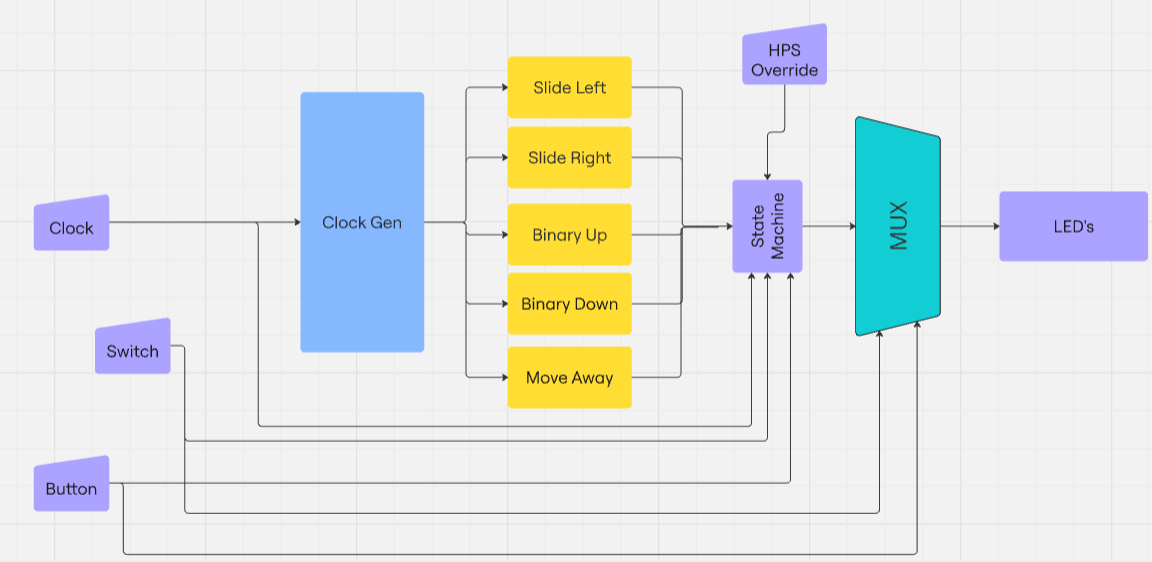 HPS
Override
Slide Left
Slide Right
Clock
Clock Gen
Binary Up
State
Machine
MUX
LED's
Binary Down
Switch
Move Away
Button